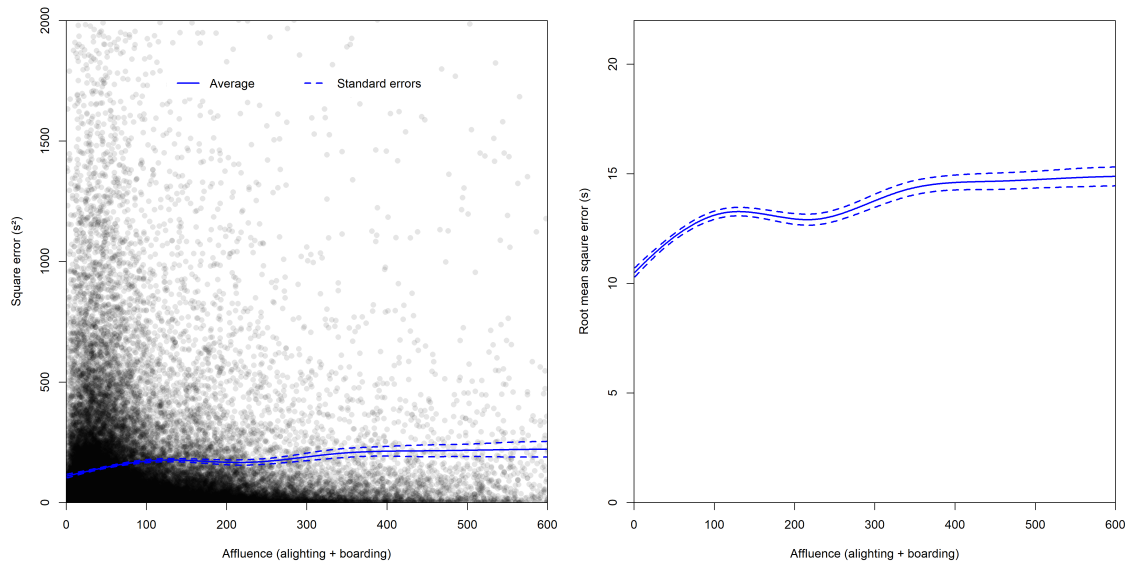 2000
1500
1000
500
0
Square error (s²)
Average
Standard errors
0 100 200 300 400 500 600
Affluence (alighting + boarding)
20
15
10
5
0
Root mean sqaure error (s)
0 100 200 300 400 500 600
Affluence (alighting + boarding)